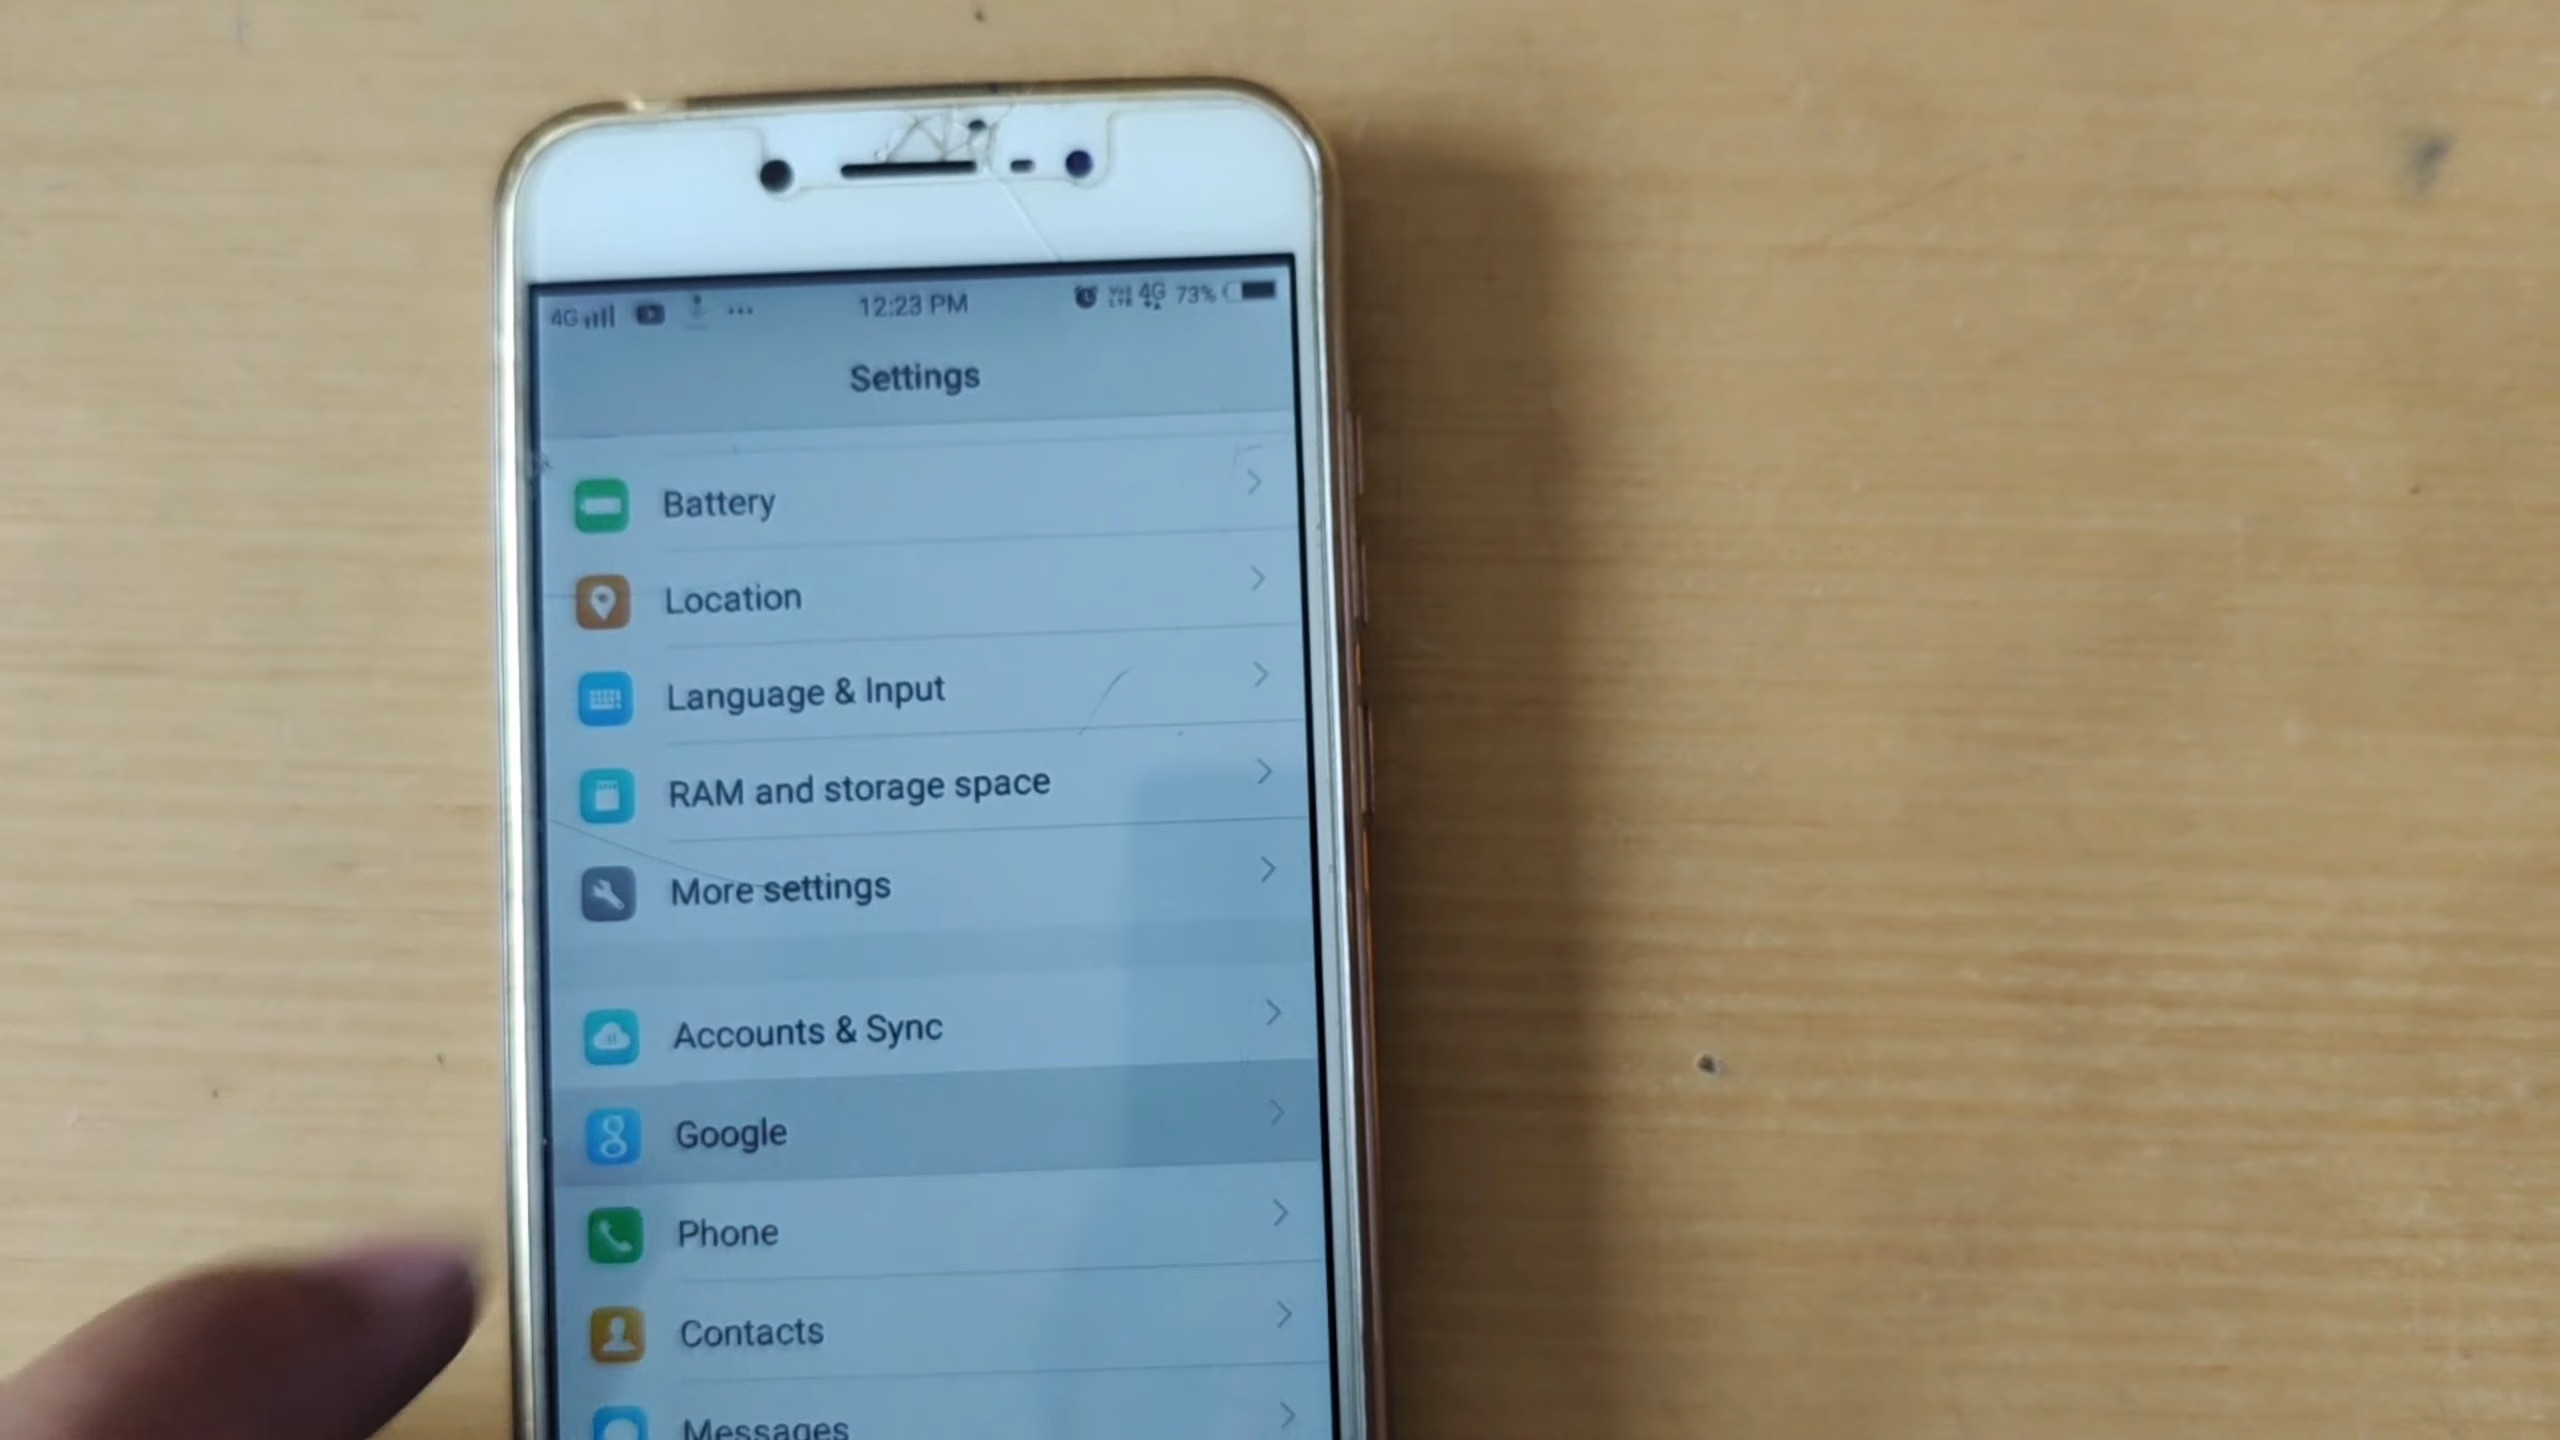 4G 12:23 PM VoLTE 4G 73%
Settings
Battery
Location
Language & Input
RAM and storage space
More settings
Accounts & Sync
Google
Phone
Contacts
Messages